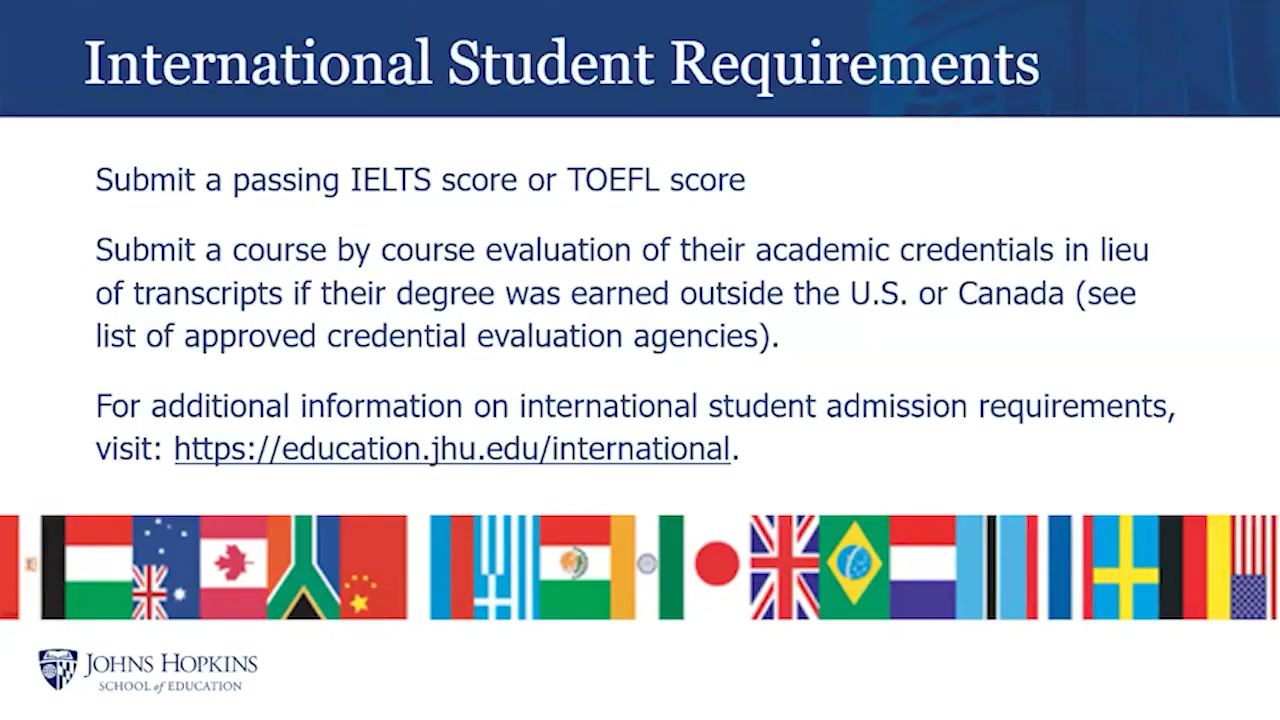 International Student Requirements
Submit a passing IELTS score or TOEFL score
Submit a course by course evaluation of their academic credentials in lieu
of transcripts if their degree was earned outside the U.S. or Canada (see
list of approved credential evaluation agencies).
For additional information on international student admission requirements,
visit: https://education.jhu.edu/international.
JOHNS HOPKINS
SCHOOL of EDUCATION